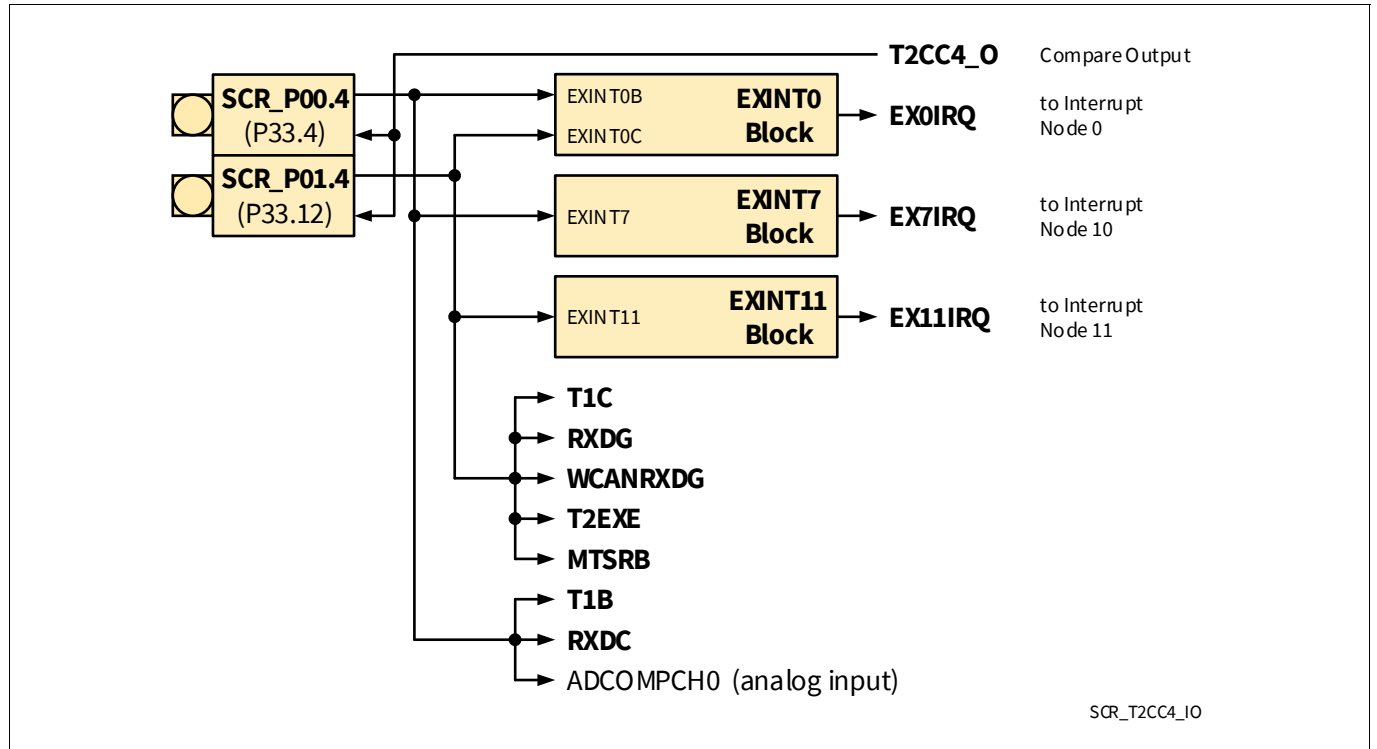 T2CC4_O Compare Output
SCR_P00.4
(P33.4)
SCR_P01.4
(P33.12)
EXINT0B
EXINT0C
EXINT0
Block
EX0IRQ
to Interrupt
Node 0
EXINT7
EXINT7
Block
EX7IRQ
to Interrupt
Node 10
EXINT11
EXINT11
Block
EX11IRQ
to Interrupt
Node 11
T1C
RXDG
WCANRXDG
T2EXE
MTSRB
T1B
RXDC
ADCOMPCH0 (analog input)
SCR_T2CC4_IO